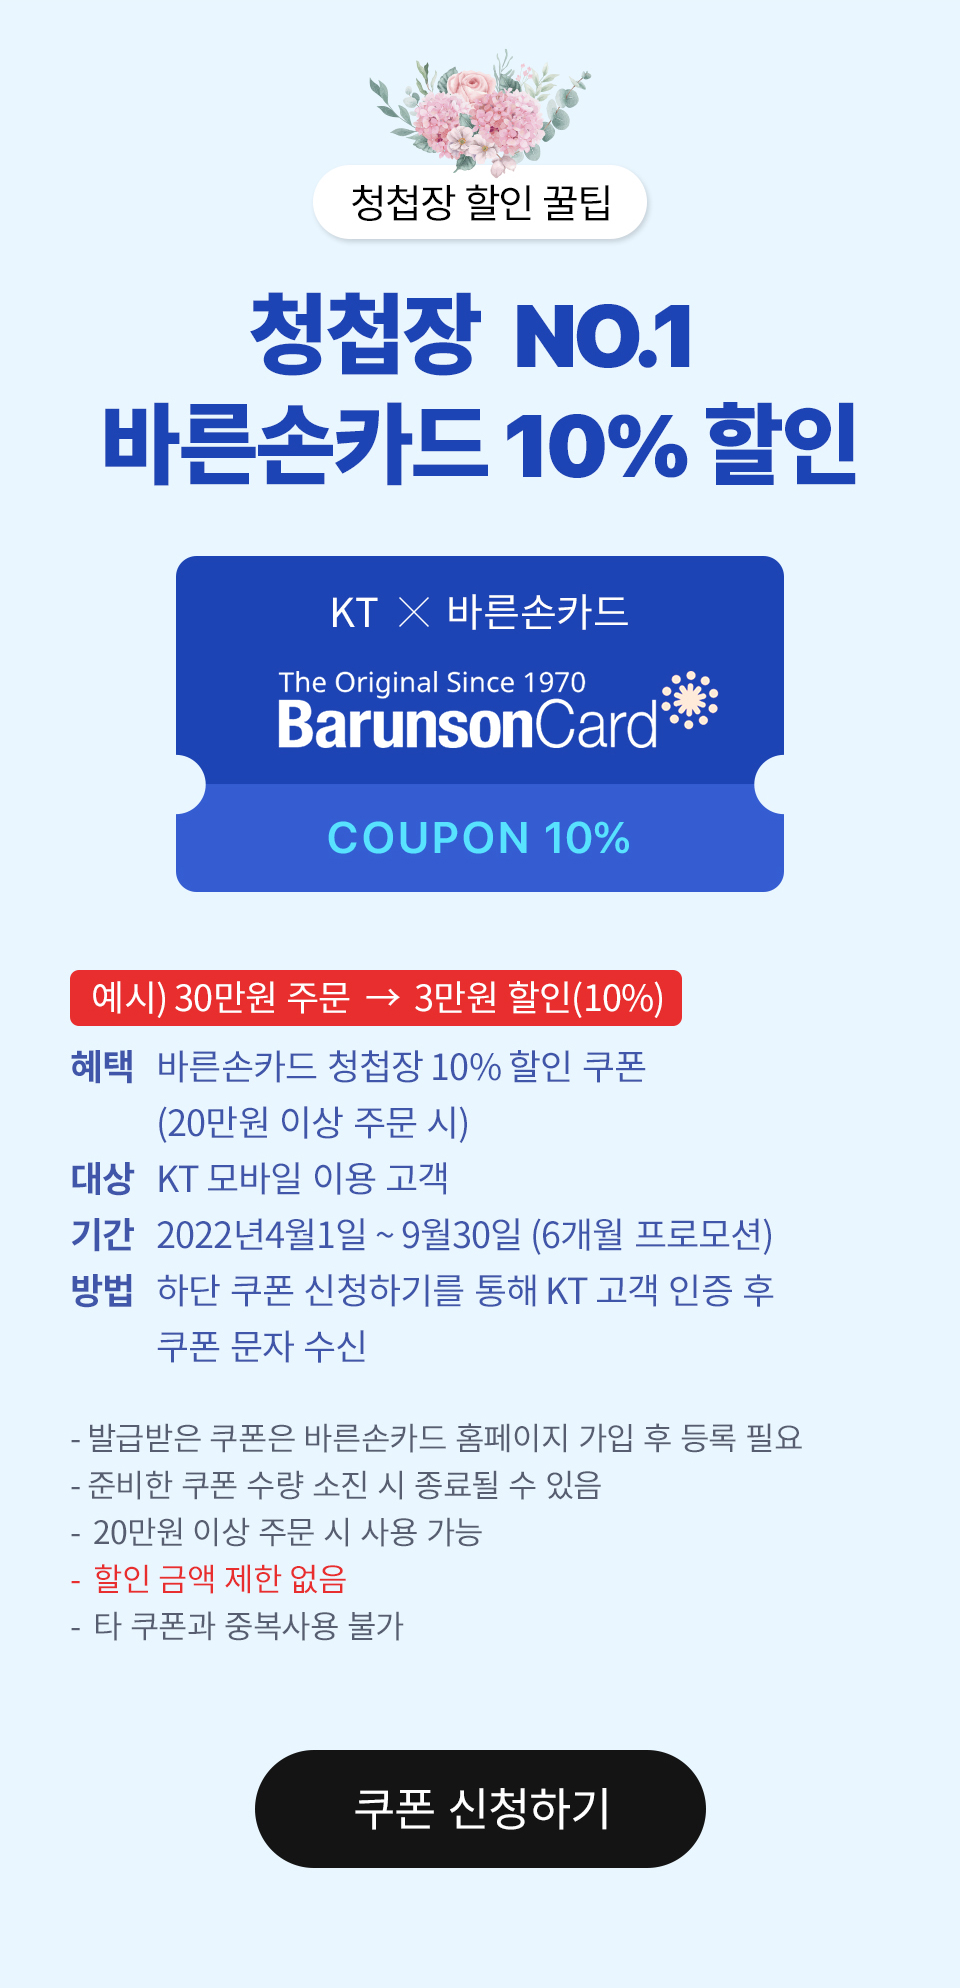 청첩장 할인 꿀팁
청첩장 NO.1
바른손카드 10% 할인
KT × 바른손카드
The Original Since 1970
BarunsonCard
COUPON 10%
예시) 30만원 주문 → 3만원 할인(10%)
혜택 바른손카드 청첩장 10% 할인 쿠폰
(20만원 이상 주문 시)
대상 KT 모바일 이용 고객
기간 2022년4월1일 ~ 9월30일 (6개월 프로모션)
방법 하단 쿠폰 신청하기를 통해 KT 고객 인증 후
쿠폰 문자 수신
- 발급받은 쿠폰은 바른손카드 홈페이지 가입 후 등록 필요
- 준비한 쿠폰 수량 소진 시 종료될 수 있음
- 20만원 이상 주문 시 사용 가능
- 할인 금액 제한 없음
- 타 쿠폰과 중복사용 불가
쿠폰 신청하기